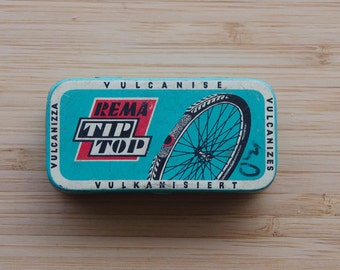 VULCANISE
REMA
TIP
TOP
VULCANIZZA
VULCANIZES
VULKANISIERT